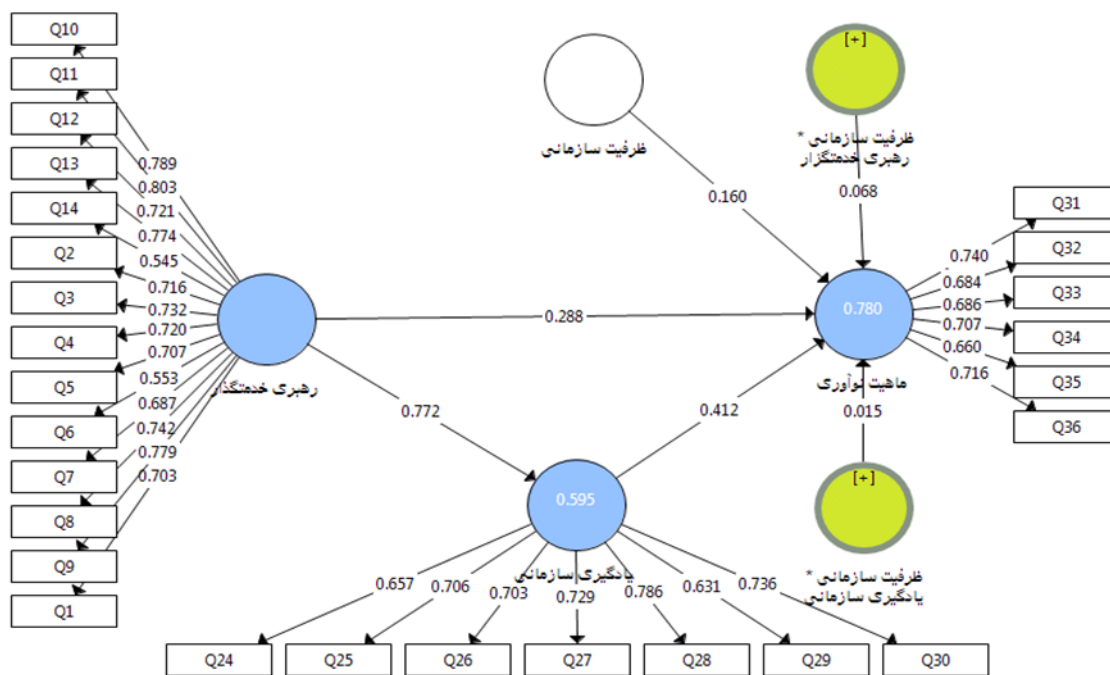 Q10
Q11
Q12
Q13
Q14
Q2
Q3
Q4
Q5
Q6
Q7
Q8
Q9
Q1
0.789
0.803
0.721
0.774
0.545
0.716
0.732
0.720
0.707
0.553
0.687
0.742
0.779
0.703
رهبری خدمتگذار
ظرفیت سازمانی
[+]
ظرفیت سازمانی *
رهبری خدمتگزار
0.160
0.068
0.288
0.772
0.412
0.015
0.780
ماهیت نوآوری
0.740
0.684
0.686
0.707
0.660
0.716
Q31
Q32
Q33
Q34
Q35
Q36
0.595
یادگیری سازمانی
[+]
ظرفیت سازمانی *
یادگیری سازمانی
0.657
0.706
0.703
0.729
0.786
0.631
0.736
Q24
Q25
Q26
Q27
Q28
Q29
Q30